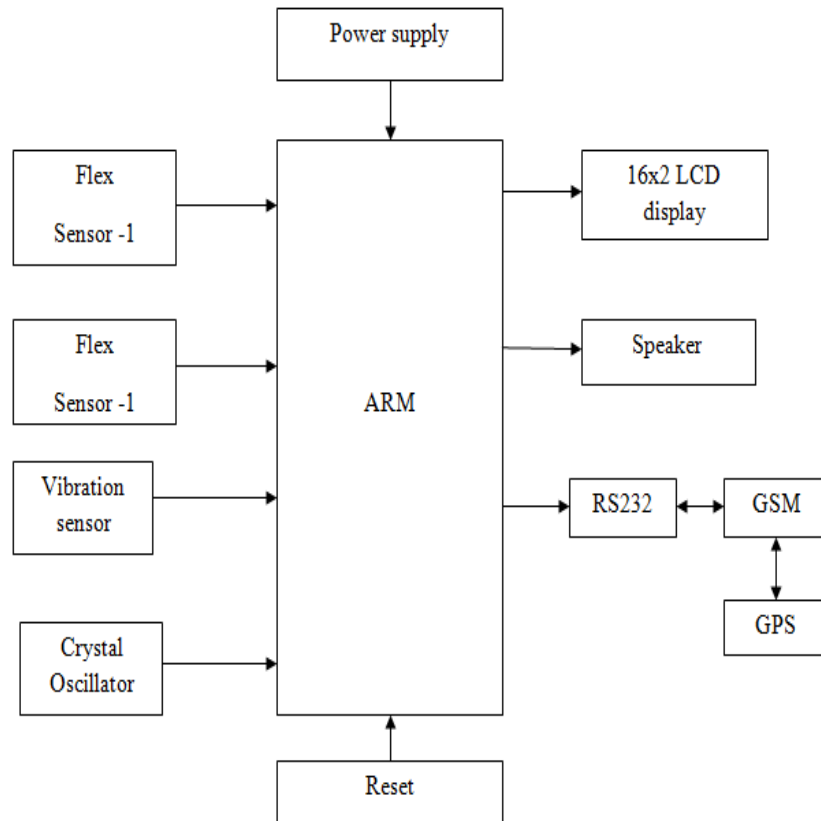 Power supply
Flex
Sensor -1
16x2 LCD
display
Flex
Sensor -1
Speaker
ARM
Vibration
sensor
RS232
GSM
GPS
Crystal
Oscillator
Reset